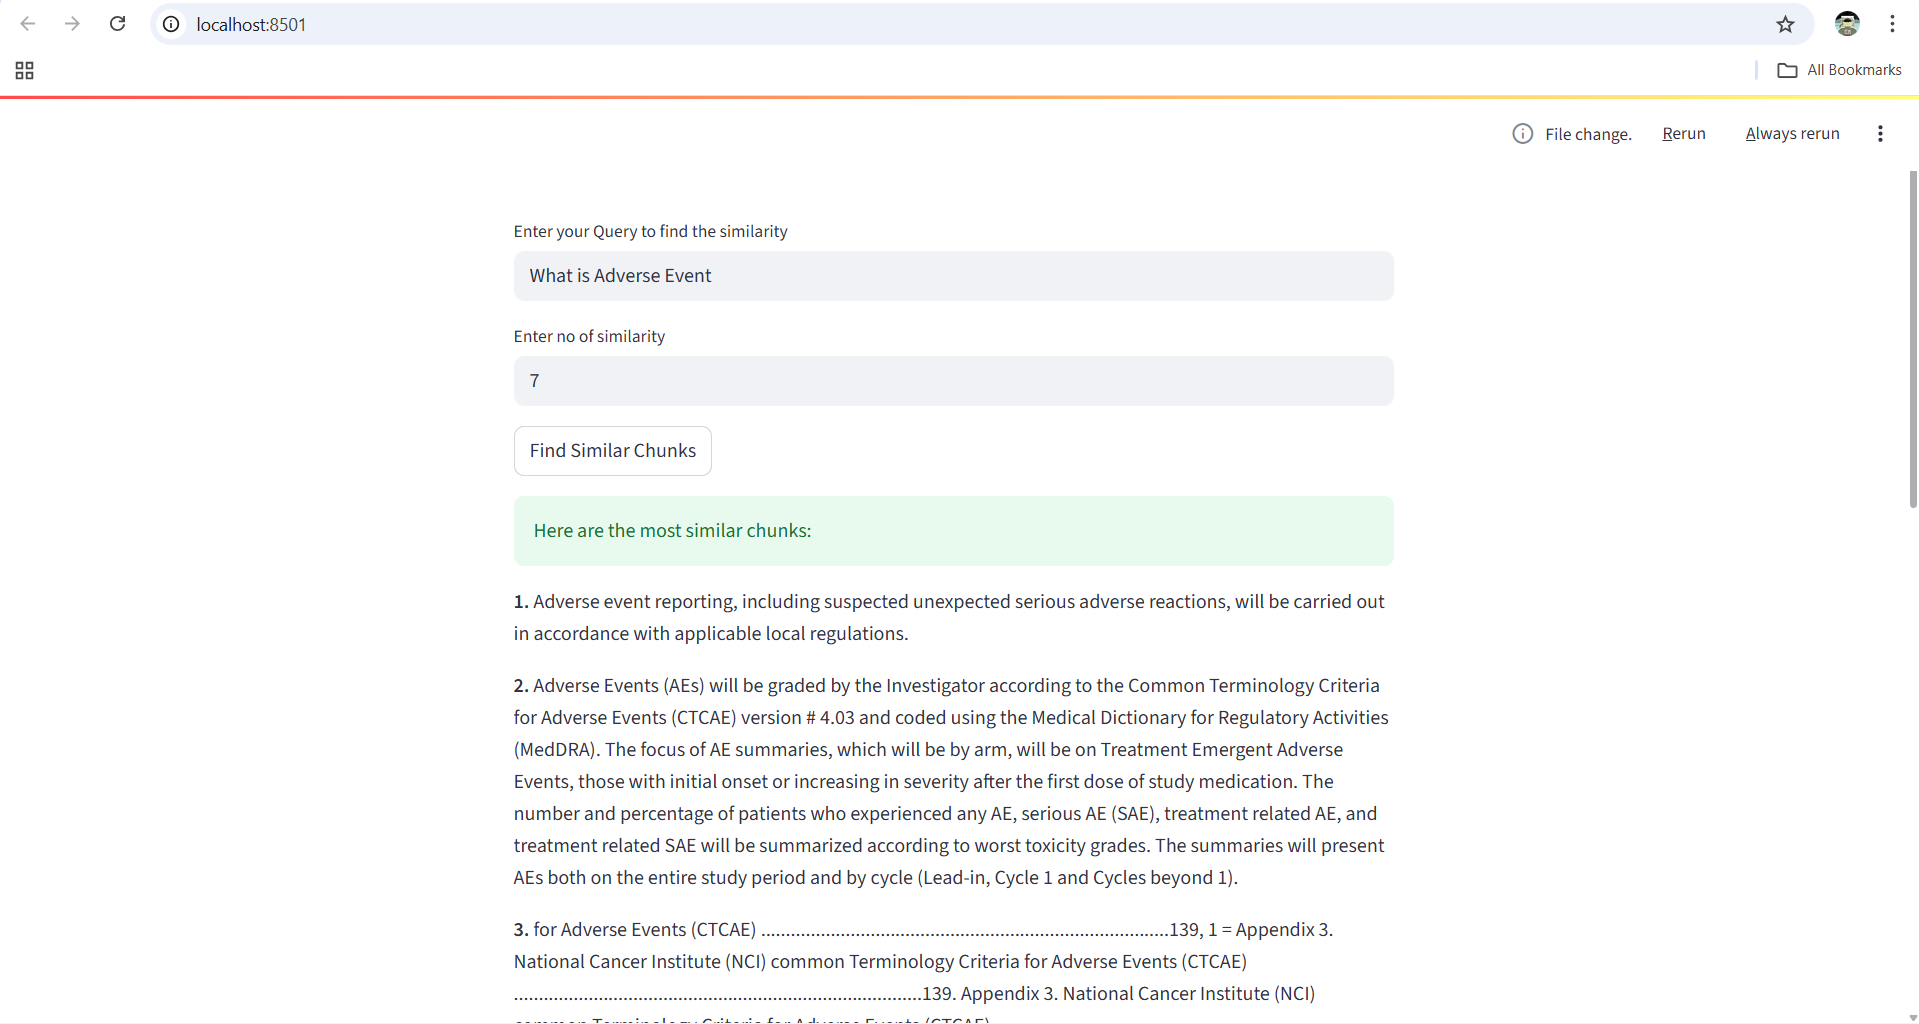 localhost:8501
All Bookmarks
File change. Rerun Always rerun
Enter your Query to find the similarity
What is Adverse Event
Enter no of similarity
7
Find Similar Chunks
Here are the most similar chunks:
1. Adverse event reporting, including suspected unexpected serious adverse reactions, will be carried out
in accordance with applicable local regulations.
2. Adverse Events (AEs) will be graded by the Investigator according to the Common Terminology Criteria
for Adverse Events (CTCAE) version # 4.03 and coded using the Medical Dictionary for Regulatory Activities
(MedDRA). The focus of AE summaries, which will be by arm, will be on Treatment Emergent Adverse
Events, those with initial onset or increasing in severity after the first dose of study medication. The
number and percentage of patients who experienced any AE, serious AE (SAE), treatment related AE, and
treatment related SAE will be summarized according to worst toxicity grades. The summaries will present
AEs both on the entire study period and by cycle (Lead-in, Cycle 1 and Cycles beyond 1).
3. for Adverse Events (CTCAE) ..................................................................................139, 1 = Appendix 3.
National Cancer Institute (NCI) common Terminology Criteria for Adverse Events (CTCAE)
..................................................................................139. Appendix 3. National Cancer Institute (NCI)
common Terminology Criteria for Adverse Events (CTCAE)